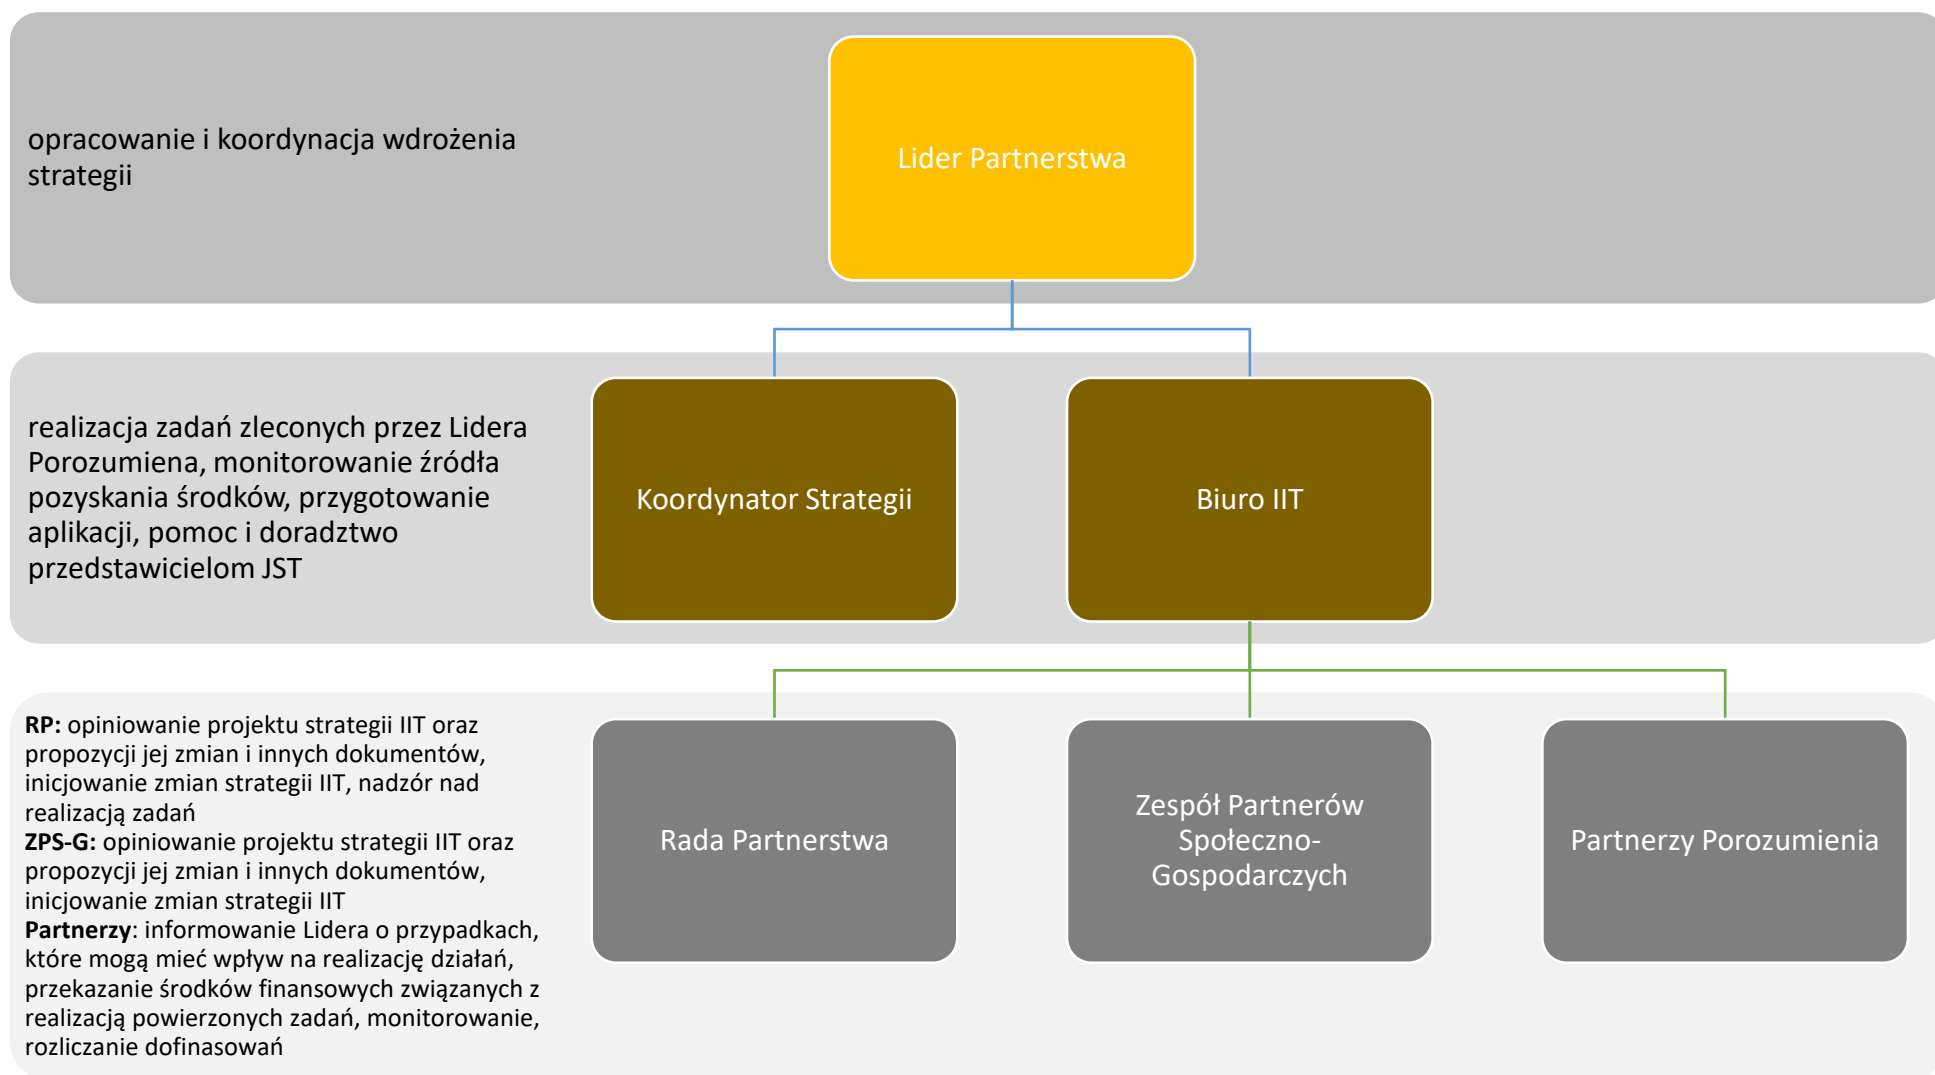 opracowanie i koordynacja wdrożenia
strategii
Lider Partnerstwa
realizacja zadań zleconych przez Lidera
Porozumiena, monitorowanie źródła
pozyskania środków, przygotowanie
aplikacji, pomoc i doradztwo
przedstawicielom JST
Koordynator Strategii
Biuro IIT
RP: opiniowanie projektu strategii IIT oraz
propozycji jej zmian i innych dokumentów,
inicjowanie zmian strategii IIT, nadzór nad
realizacją zadań
ZPS-G: opiniowanie projektu strategii IIT oraz
propozycji jej zmian i innych dokumentów,
inicjowanie zmian strategii IIT
Partnerzy: informowanie Lidera o przypadkach,
które mogą mieć wpływ na realizację działań,
przekazanie środków finansowych związanych z
realizacją powierzonych zadań, monitorowanie,
rozliczanie dofinasowań
Rada Partnerstwa
Zespół Partnerów
Społeczno-
Gospodarczych
Partnerzy Porozumienia